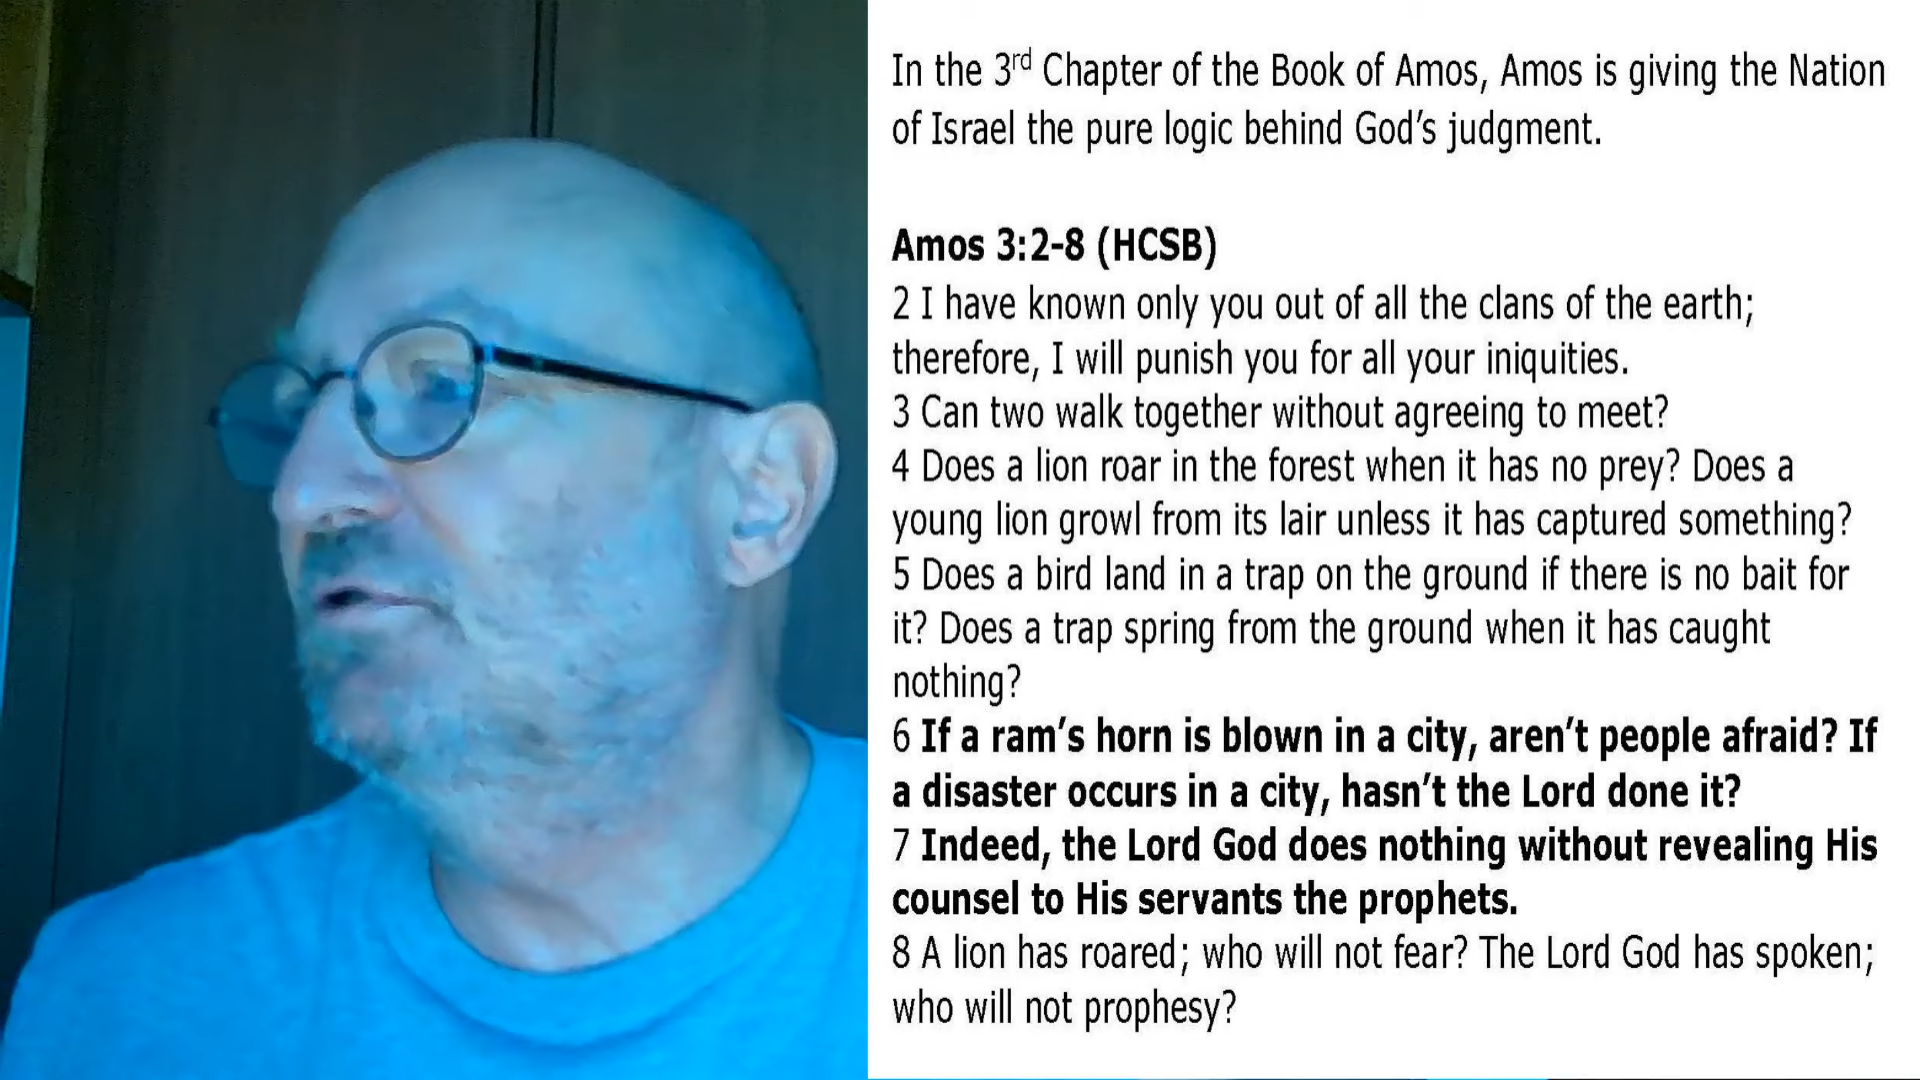 In the 3rd Chapter of the Book of Amos, Amos is giving the Nation
of Israel the pure logic behind God’s judgment.
Amos 3:2-8 (HCSB)
2 I have known only you out of all the clans of the earth;
therefore, I will punish you for all your iniquities.
3 Can two walk together without agreeing to meet?
4 Does a lion roar in the forest when it has no prey? Does a
young lion growl from its lair unless it has captured something?
5 Does a bird land in a trap on the ground if there is no bait for
it? Does a trap spring from the ground when it has caught
nothing?
6 If a ram’s horn is blown in a city, aren’t people afraid? If
a disaster occurs in a city, hasn’t the Lord done it?
7 Indeed, the Lord God does nothing without revealing His
counsel to His servants the prophets.
8 A lion has roared; who will not fear? The Lord God has spoken;
who will not prophesy?